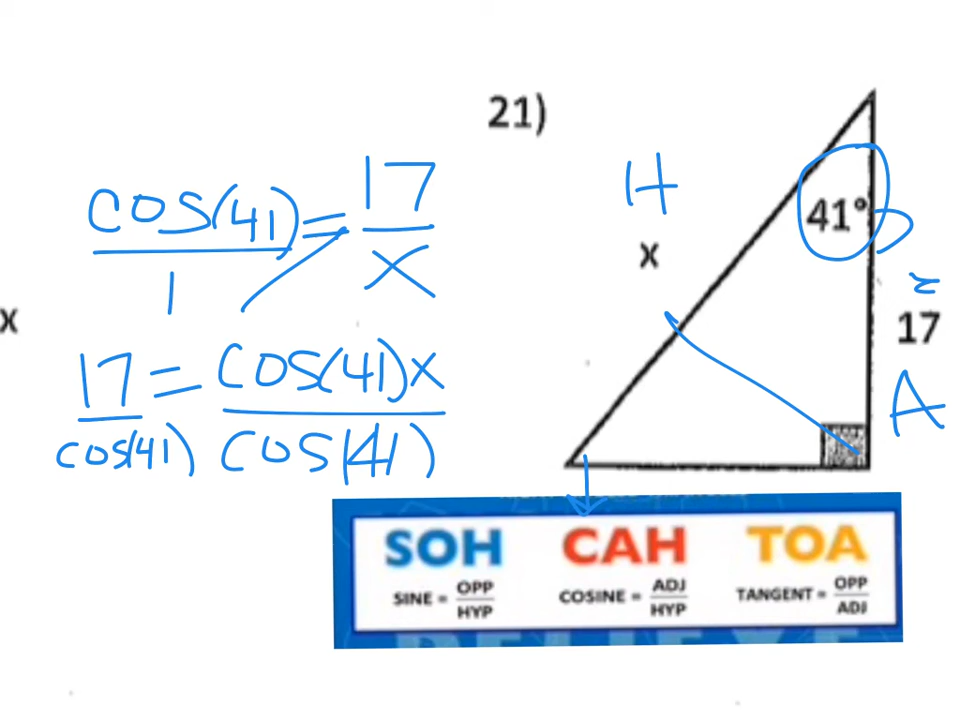 21)
cos(41) = 17
1 x
H
41°
x
x
17
17 = cos(41)x
cos(41) cos(41)
A
SOH CAH TOA
SINE = OPP/HYP COSINE = ADJ/HYP TANGENT = OPP/ADJ